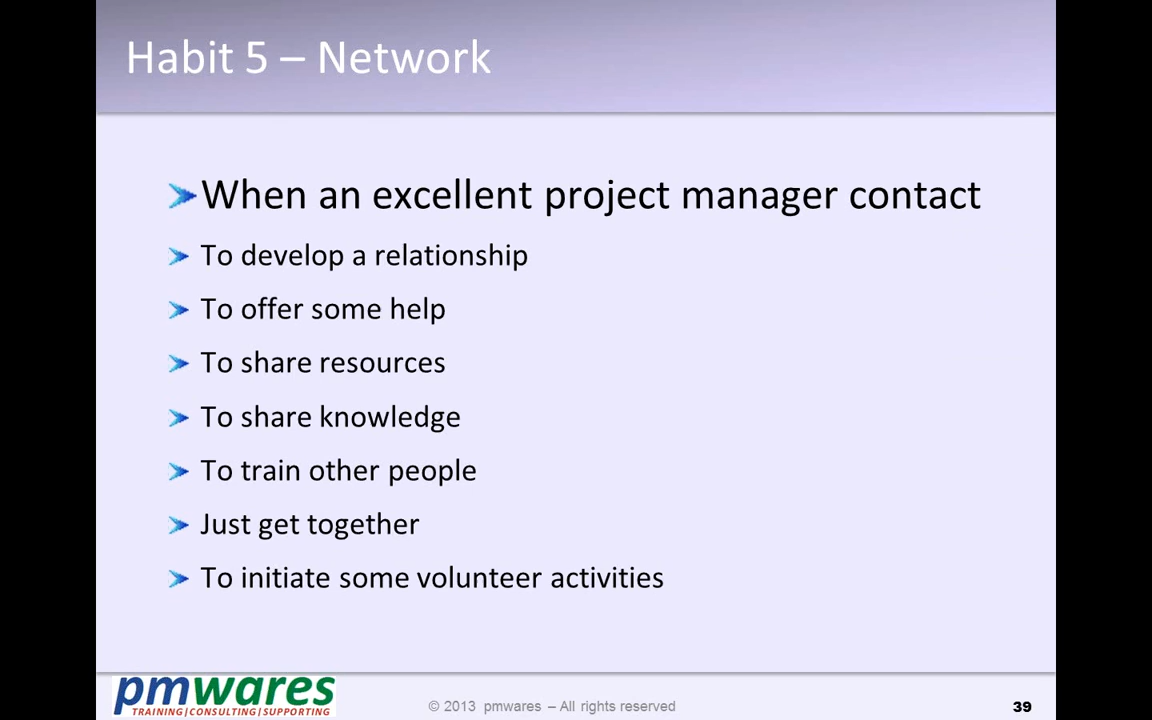 Habit 5 – Network
When an excellent project manager contact
To develop a relationship
To offer some help
To share resources
To share knowledge
To train other people
Just get together
To initiate some volunteer activities
pmwares
TRAINING|CONSULTING|SUPPORTING
© 2013 pmwares – All rights reserved
39